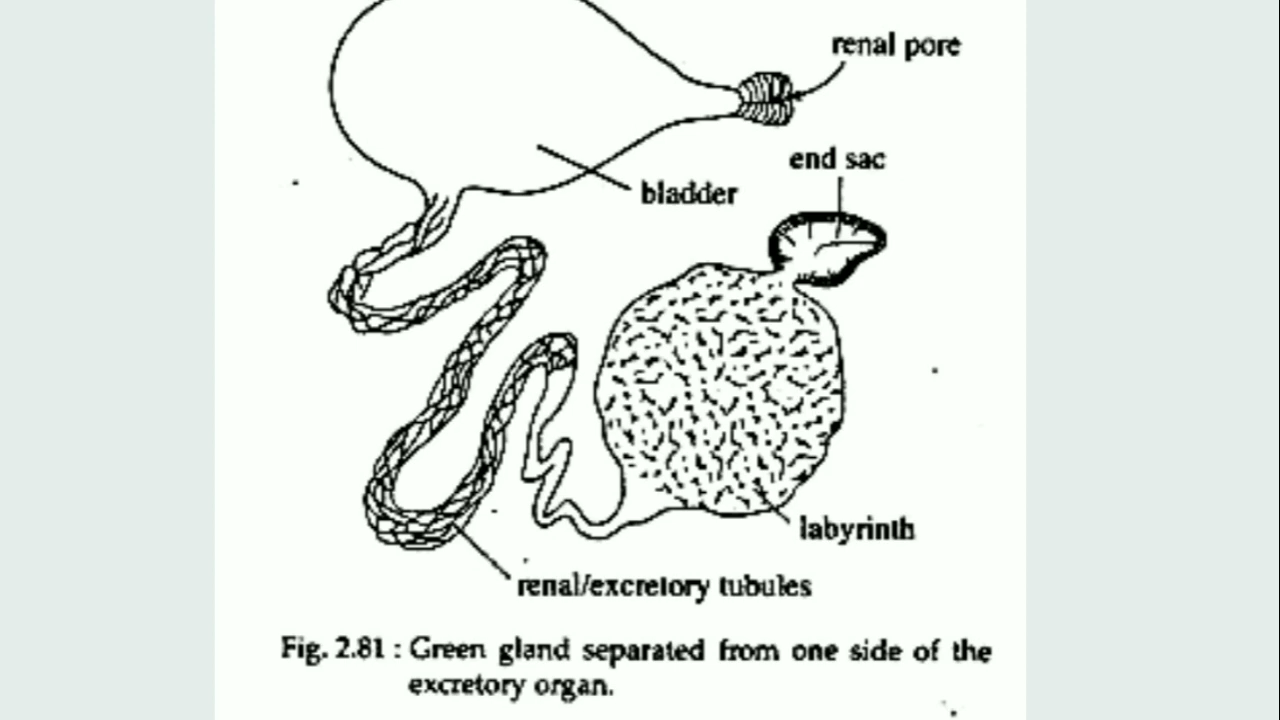 renal pore
end sac
bladder
labyrinth
renal/excretory tubules
Fig. 2.81 : Green gland separated from one side of the
excretory organ.